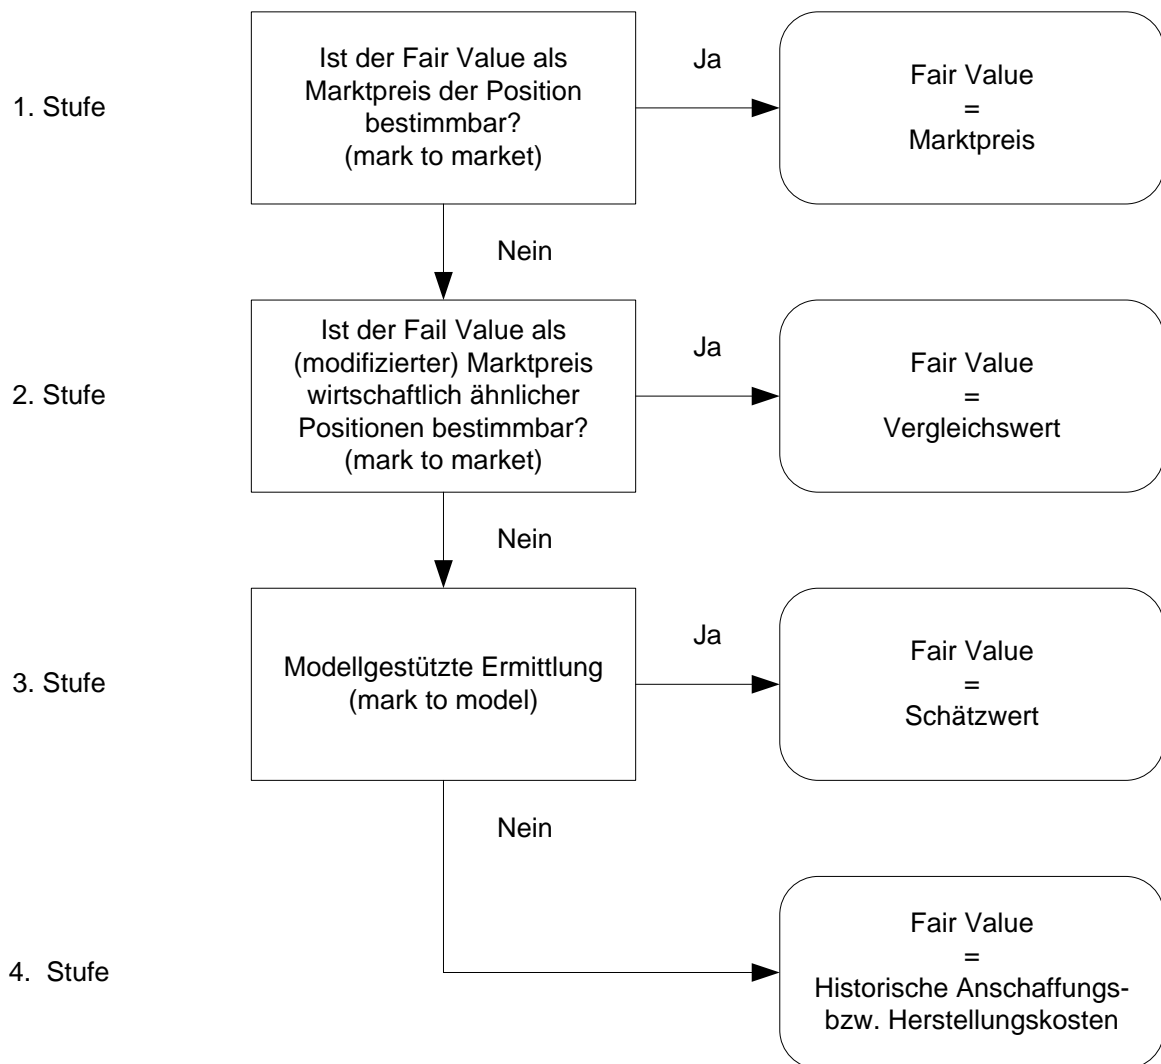 1. Stufe
Ist der Fair Value als
Marktpreis der Position
bestimmbar?
(mark to market)
Ja
Fair Value
=
Marktpreis
Nein
2. Stufe
Ist der Fail Value als
(modifizierter) Marktpreis
wirtschaftlich ähnlicher
Positionen bestimmbar?
(mark to market)
Ja
Fair Value
=
Vergleichswert
Nein
3. Stufe
Modellgestützte Ermittlung
(mark to model)
Ja
Fair Value
=
Schätzwert
Nein
4. Stufe
Fair Value
=
Historische Anschaffungs-
bzw. Herstellungskosten